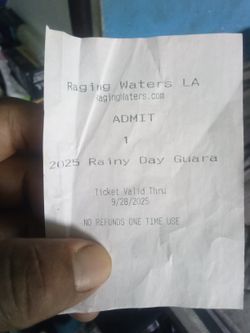 Raging Waters LA
ragingWaters.com
ADMIT
1
2025 Rainy Day Guara
Ticket Valid Thru
9/28/2025
NO REFUNDS ONE TIME USE